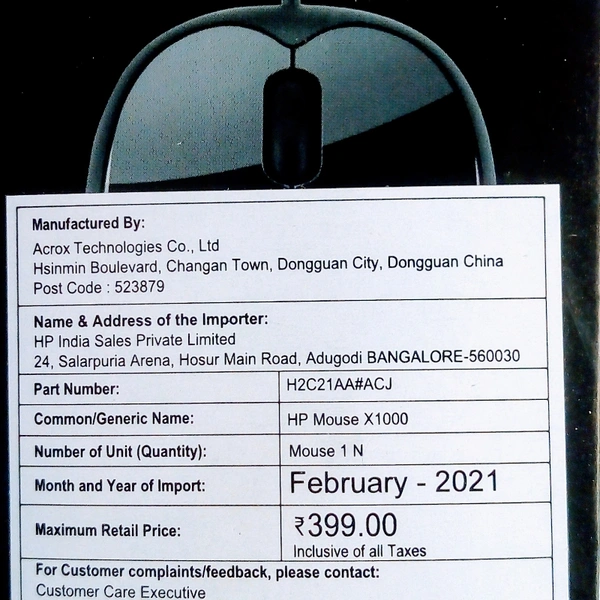 Manufactured By:
Acrox Technologies Co., Ltd
Hsinmin Boulevard, Changan Town, Dongguan City, Dongguan China
Post Code : 523879
Name & Address of the Importer:
HP India Sales Private Limited
24, Salarpuria Arena, Hosur Main Road, Adugodi BANGALORE-560030
Part Number: H2C21AA#ACJ
Common/Generic Name: HP Mouse X1000
Number of Unit (Quantity): Mouse 1 N
Month and Year of Import: February - 2021
Maximum Retail Price: ₹399.00
Inclusive of all Taxes
For Customer complaints/feedback, please contact:
Customer Care Executive